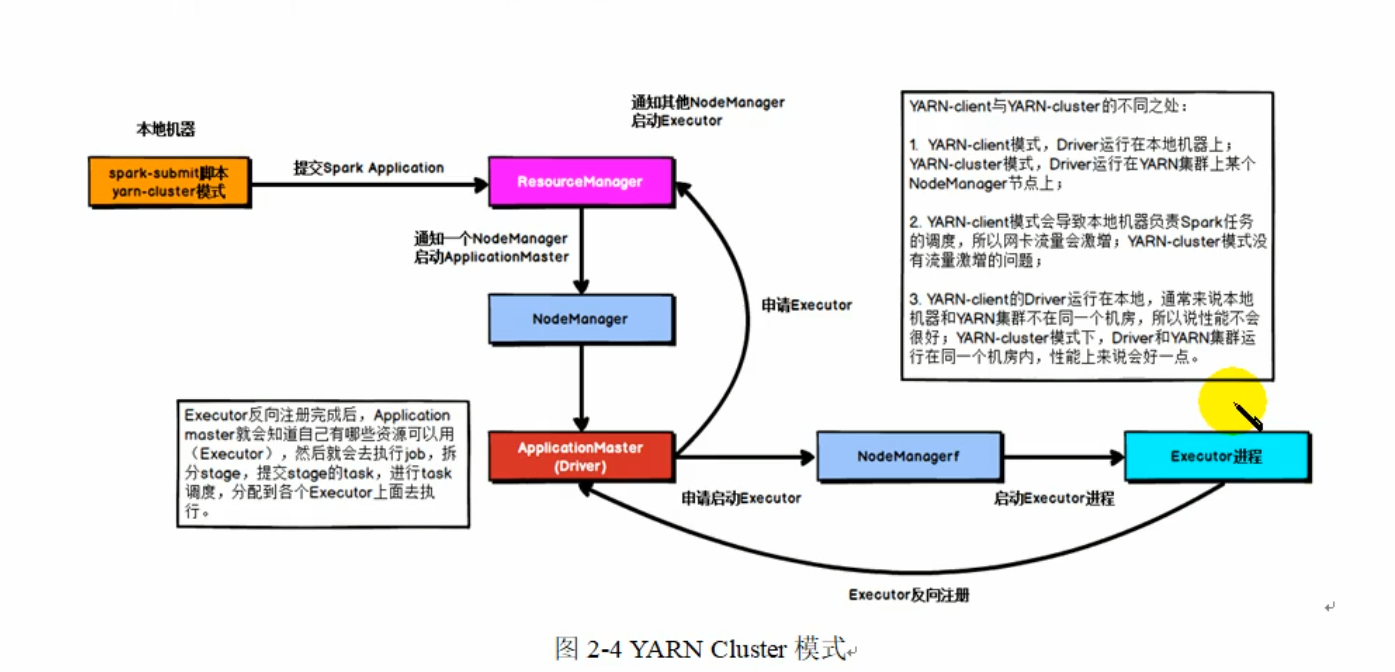 通知其他NodeManager
启动Executor
本地机器
spark-submit脚本
yarn-cluster模式
提交Spark Application
ResourceManager
通知一个NodeManager
启动ApplicationMaster
NodeManager
申请Executor
YARN-client与YARN-cluster的不同之处：
1. YARN-client模式，Driver运行在本地机器上；
YARN-cluster模式，Driver运行在YARN集群上某个
NodeManager节点上；
2. YARN-client模式会导致本地机器负责Spark任务
的调度，所以网卡流量会激增；YARN-cluster模式没
有流量激增的问题；
3. YARN-client的Driver运行在本地，通常来说本地
机器和YARN集群不在同一个机房，所以说性能不会
很好；YARN-cluster模式下，Driver和YARN集群运
行在同一个机房内，性能上来说会好一点。
Executor反向注册完成后，Application
master就会知道自己有哪些资源可以用
（Executor），然后就会去执行job，拆
分stage，提交stage的task，进行task
调度，分配到各个Executor上面去执
行。
ApplicationMaster
(Driver)
申请启动Executor
NodeManagerf
启动Executor进程
Executor进程
Executor反向注册
图 2-4 YARN Cluster 模式